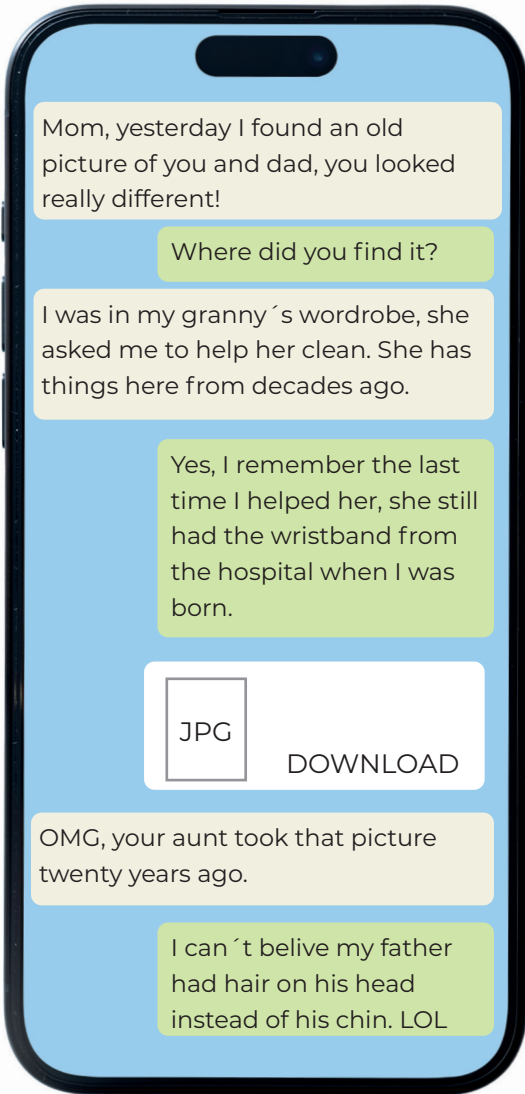 Mom, yesterday I found an old
picture of you and dad, you looked
really different!
Where did you find it?
I was in my granny´s wordrobe, she
asked me to help her clean. She has
things here from decades ago.
Yes, I remember the last
time I helped her, she still
had the wristband from
the hospital when I was
born.
JPG
DOWNLOAD
OMG, your aunt took that picture
twenty years ago.
I can´t belive my father
had hair on his head
instead of his chin. LOL